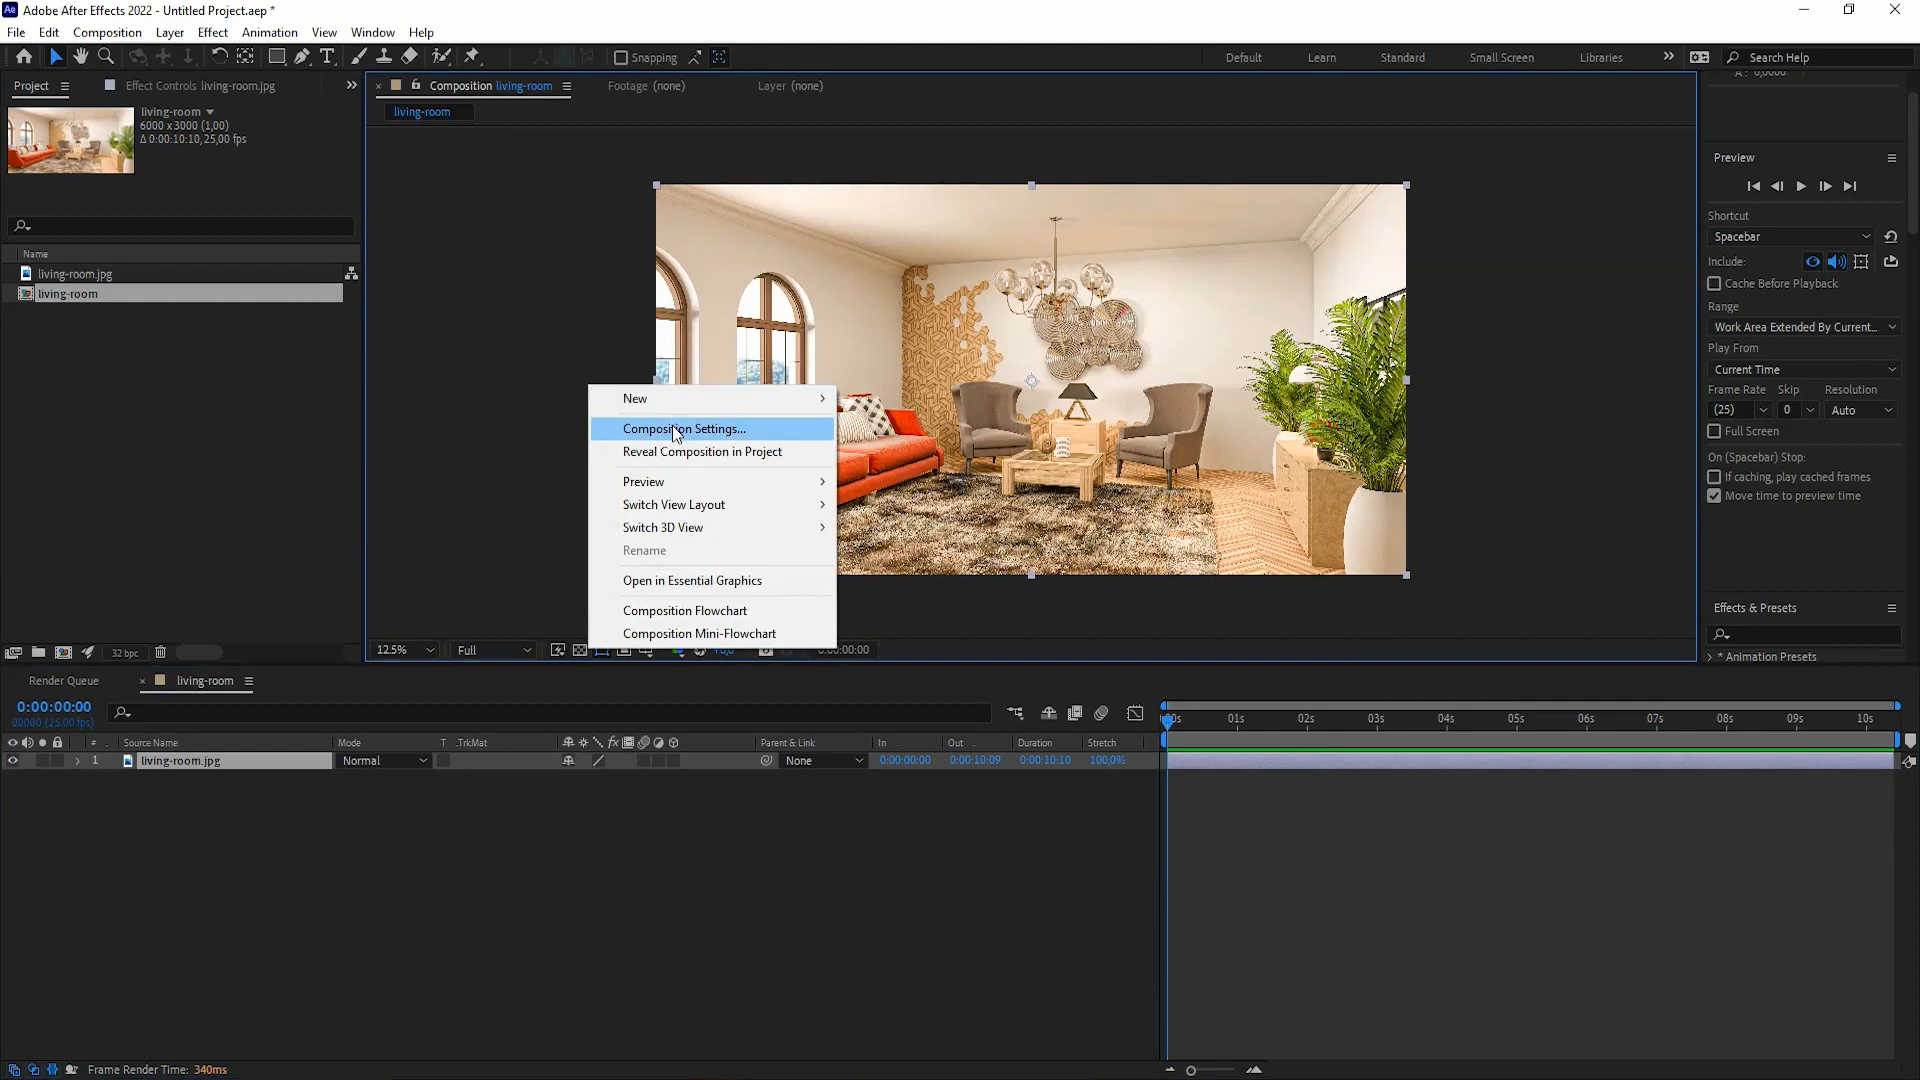 Ae Adobe After Effects 2022 - Untitled Project.aep *
File Edit Composition Layer Effect Animation View Window Help
Snapping
Default Learn Standard Small Screen Libraries Search Help
Project Effect Controls living-room.jpg
Composition living-room Footage (none) Layer (none)
living-room
living-room
6000 x 3000 (1,00)
Δ 0:00:10:10, 25,00 fps
Name
living-room.jpg
living-room
32 bpc
New
Composition Settings...
Reveal Composition in Project
Preview
Switch View Layout
Switch 3D View
Rename
Open in Essential Graphics
Composition Flowchart
Composition Mini-Flowchart
12.5% Full +0,0 0:00:00:00
Preview
Shortcut
Spacebar
Include:
Cache Before Playback
Range
Work Area Extended By Current...
Play From
Current Time
Frame Rate Skip Resolution
(25) 0 Auto
Full Screen
On (Spacebar) Stop:
If caching, play cached frames
Move time to preview time
Effects & Presets
* Animation Presets
Render Queue living-room
0:00:00:00
00000 (25.00 fps)
# Source Name Mode T .TrkMat Parent & Link In Out Duration Stretch
1 living-room.jpg Normal None 0:00:00:00 0:00:10:09 0:00:10:10 100,0%
01s 02s 03s 04s 05s 06s 07s 08s 09s 10s
Frame Render Time: 340ms